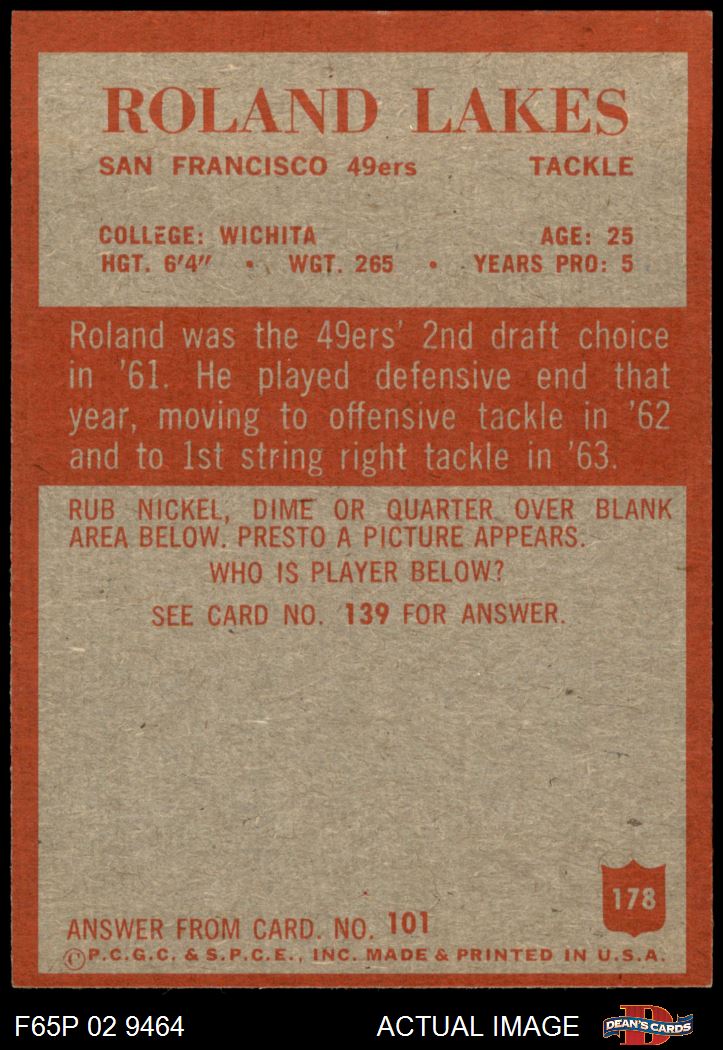 ROLAND LAKES
SAN FRANCISCO 49ers TACKLE
COLLEGE: WICHITA AGE: 25
HGT. 6'4" • WGT. 265 • YEARS PRO: 5
Roland was the 49ers' 2nd draft choice
in '61. He played defensive end that
year, moving to offensive tackle in '62
and to 1st string right tackle in '63.
RUB NICKEL, DIME OR QUARTER OVER BLANK
AREA BELOW. PRESTO A PICTURE APPEARS.
WHO IS PLAYER BELOW?
SEE CARD NO. 139 FOR ANSWER.
178
ANSWER FROM CARD. NO. 101
©P.C.G.C. & S.P.C.E., INC. MADE & PRINTED IN U.S.A.
F65P 02 9464 ACTUAL IMAGE D DEAN'S CARDS